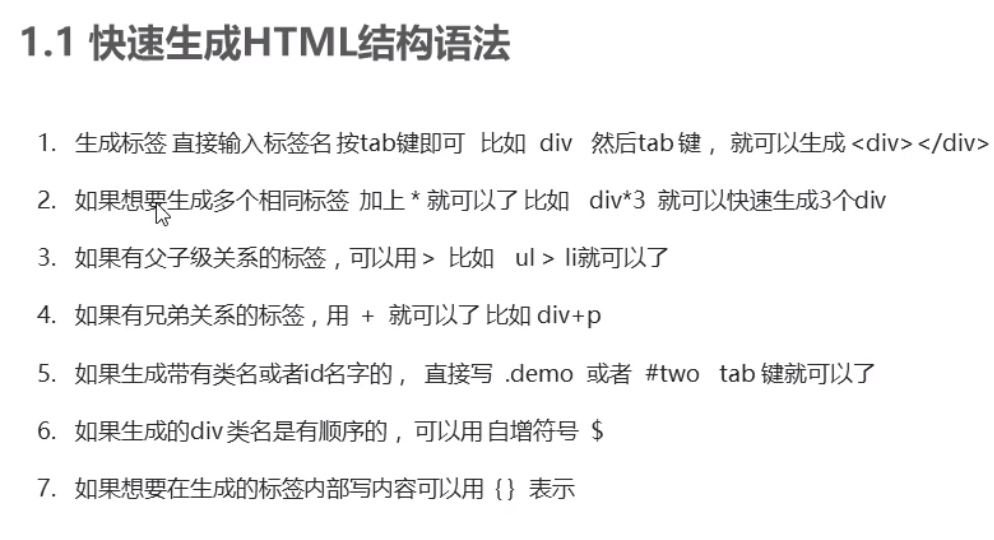 1.1 快速生成HTML结构语法
1. 生成标签 直接输入标签名 按tab键即可 比如 div 然后tab 键， 就可以生成 <div></div>
2. 如果想要生成多个相同标签 加上 * 就可以了 比如 div*3 就可以快速生成3个div
3. 如果有父子级关系的标签，可以用 > 比如 ul > li就可以了
4. 如果有兄弟关系的标签，用 + 就可以了 比如 div+p
5. 如果生成带有类名或者id名字的， 直接写 .demo 或者 #two tab 键就可以了
6. 如果生成的div 类名是有顺序的， 可以用 自增符号 $
7. 如果想要在生成的标签内部写内容可以用 { } 表示